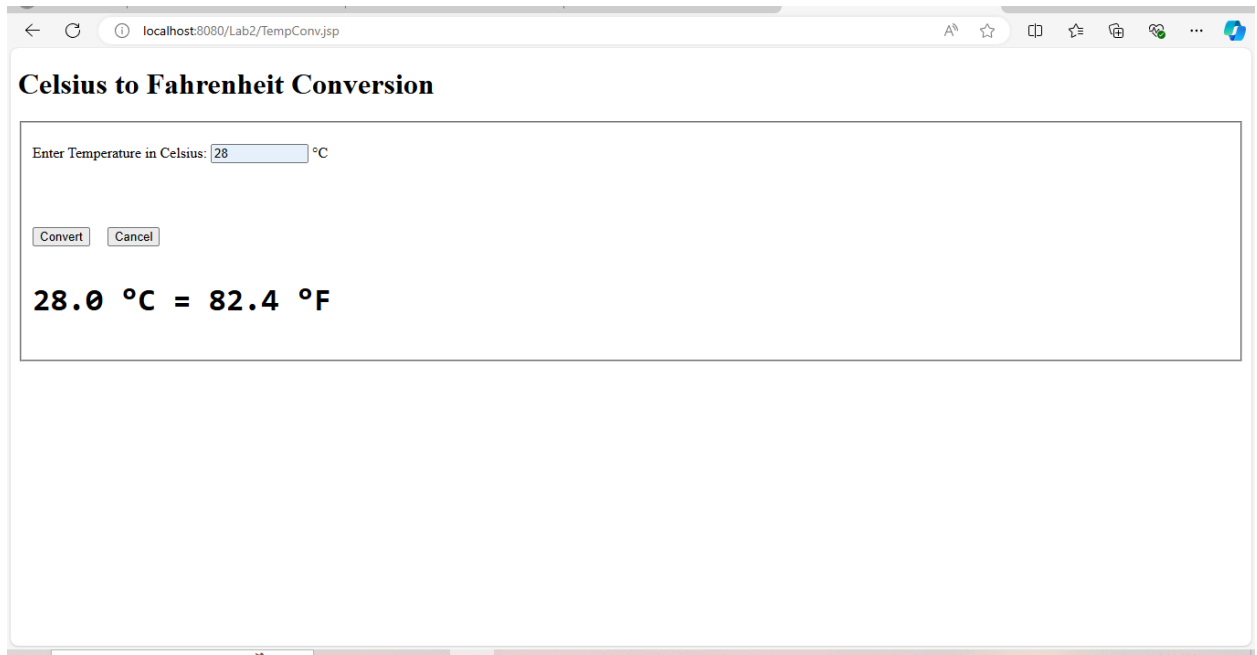 localhost:8080/Lab2/TempConv.jsp
Celsius to Fahrenheit Conversion
Enter Temperature in Celsius: 28 °C
Convert Cancel
28.0 °C = 82.4 °F